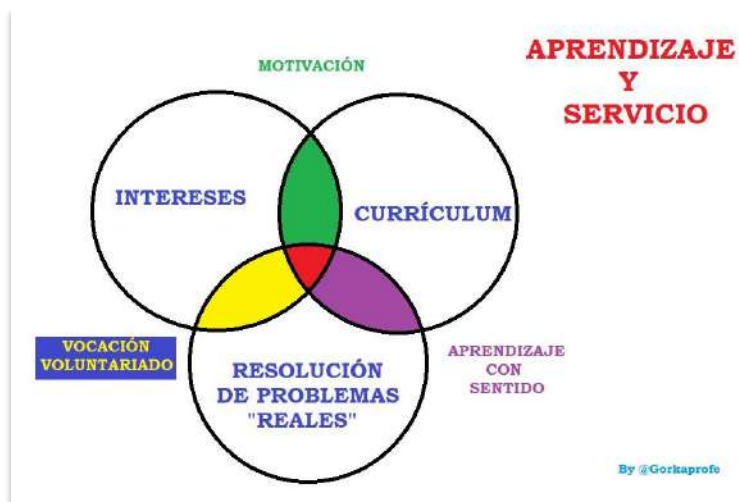 MOTIVACIÓN
APRENDIZAJE
Y
SERVICIO
INTERESES
CURRÍCULUM
VOCACIÓN
VOLUNTARIADO
RESOLUCIÓN
DE PROBLEMAS
"REALES"
APRENDIZAJE
CON
SENTIDO
By @Gorkaprofe